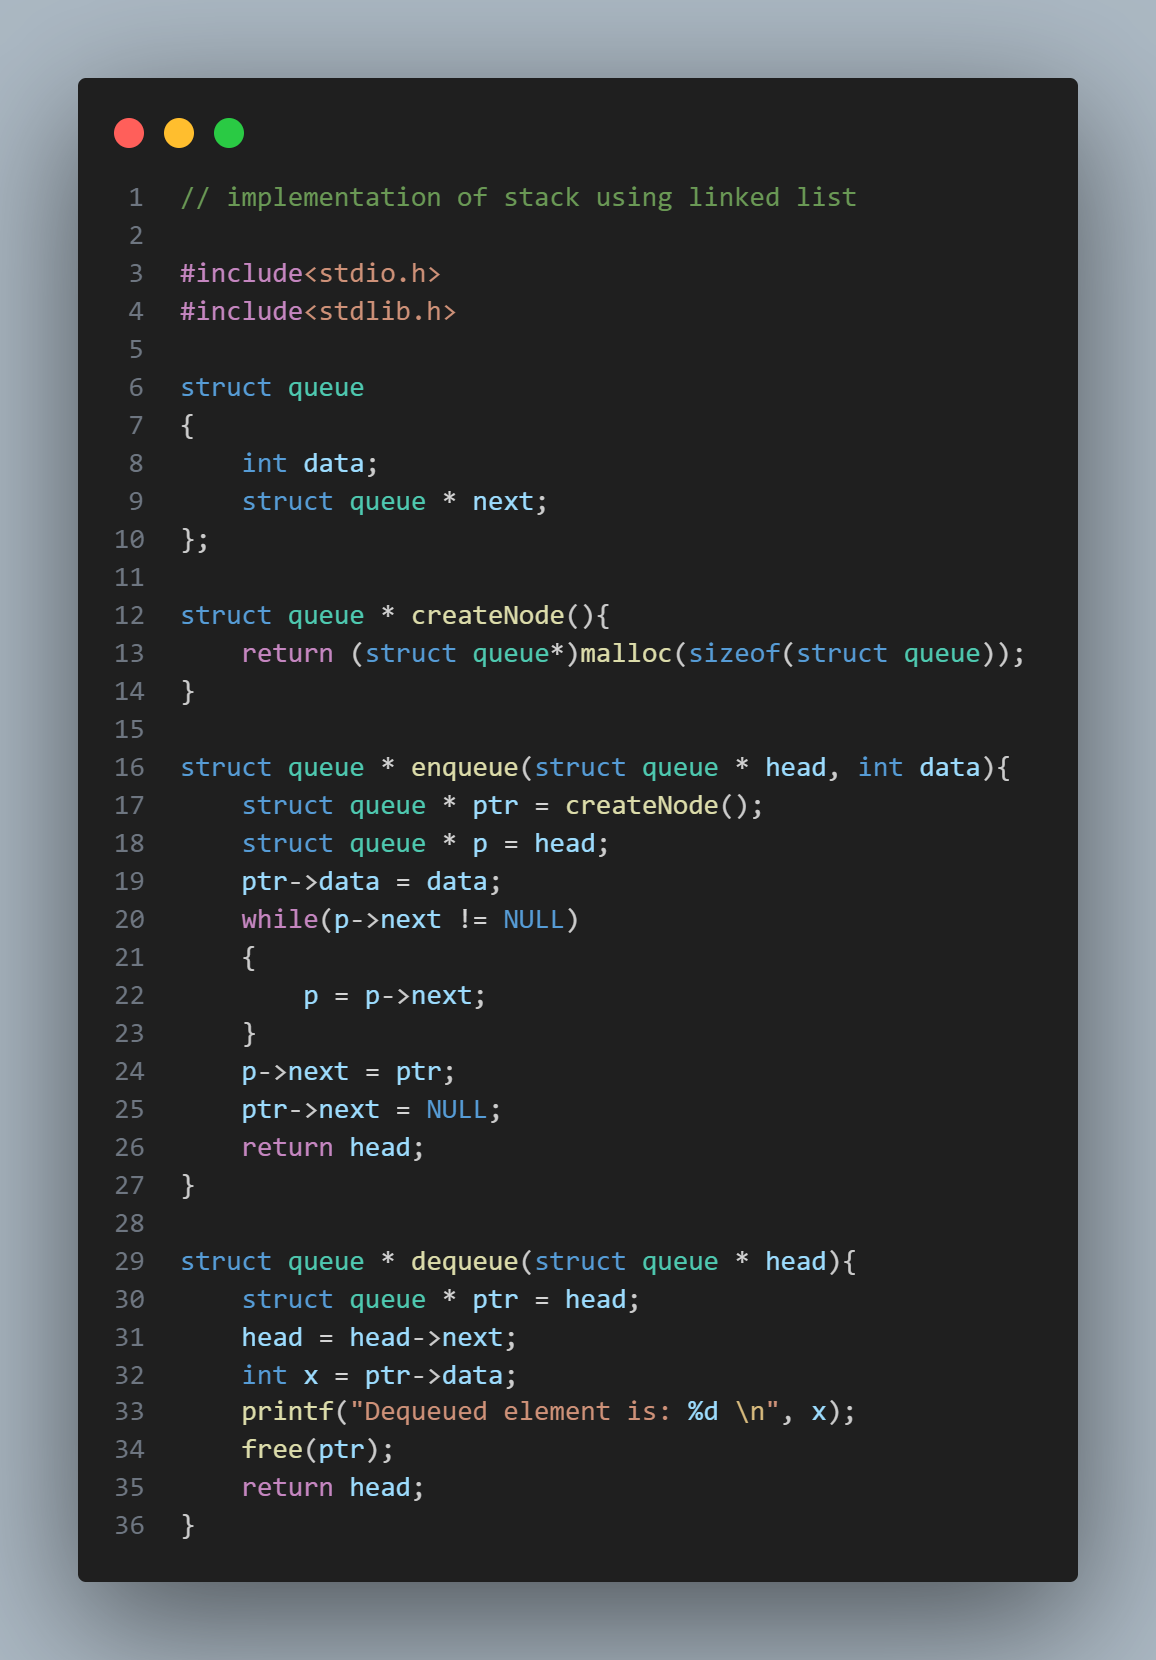 1 // implementation of stack using linked list
2
3 #include<stdio.h>
4 #include<stdlib.h>
5
6 struct queue
7 {
8     int data;
9     struct queue * next;
10 };
11
12 struct queue * createNode(){
13     return (struct queue*)malloc(sizeof(struct queue));
14 }
15
16 struct queue * enqueue(struct queue * head, int data){
17     struct queue * ptr = createNode();
18     struct queue * p = head;
19     ptr->data = data;
20     while(p->next != NULL)
21     {
22         p = p->next;
23     }
24     p->next = ptr;
25     ptr->next = NULL;
26     return head;
27 }
28
29 struct queue * dequeue(struct queue * head){
30     struct queue * ptr = head;
31     head = head->next;
32     int x = ptr->data;
33     printf("Dequeued element is: %d \n", x);
34     free(ptr);
35     return head;
36 }